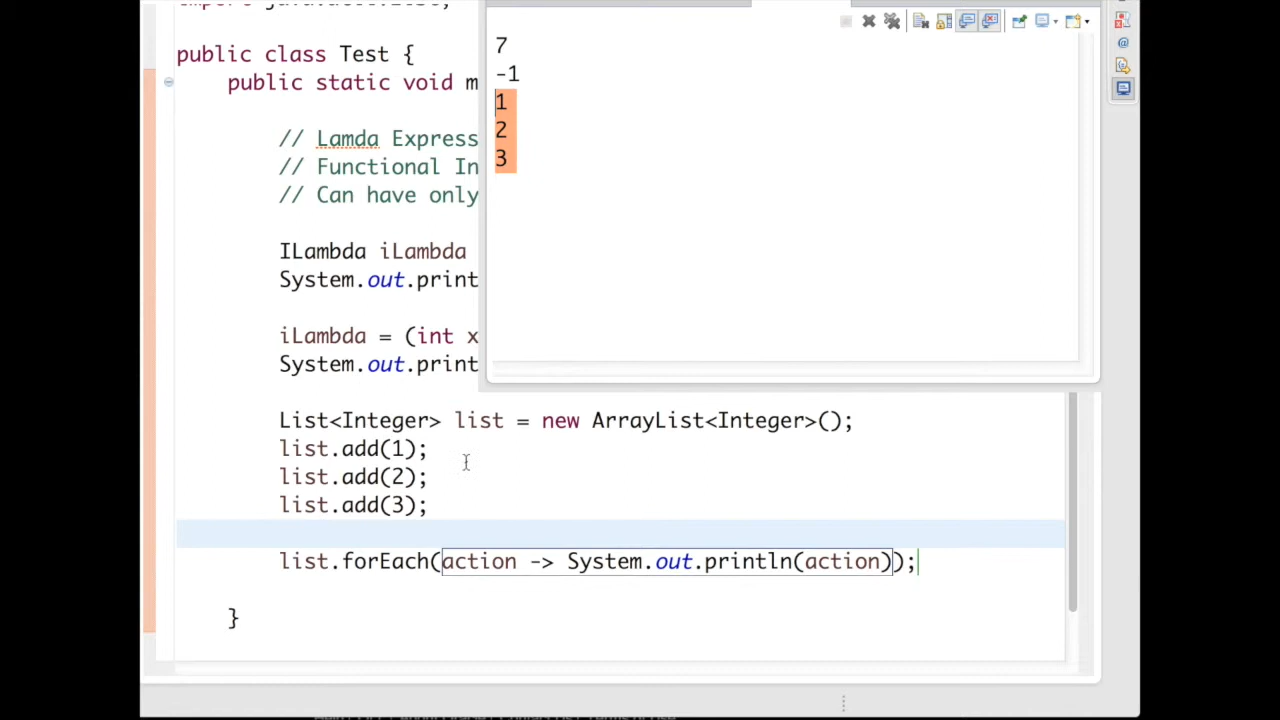 public class Test {
public static void m
// Lamda Express
// Functional In
// Can have only
ILambda iLambda
System.out.print
iLambda = (int x
System.out.print
List<Integer> list = new ArrayList<Integer>();
list.add(1);
list.add(2);
list.add(3);
list.forEach(action -> System.out.println(action));
}
7
-1
1
2
3